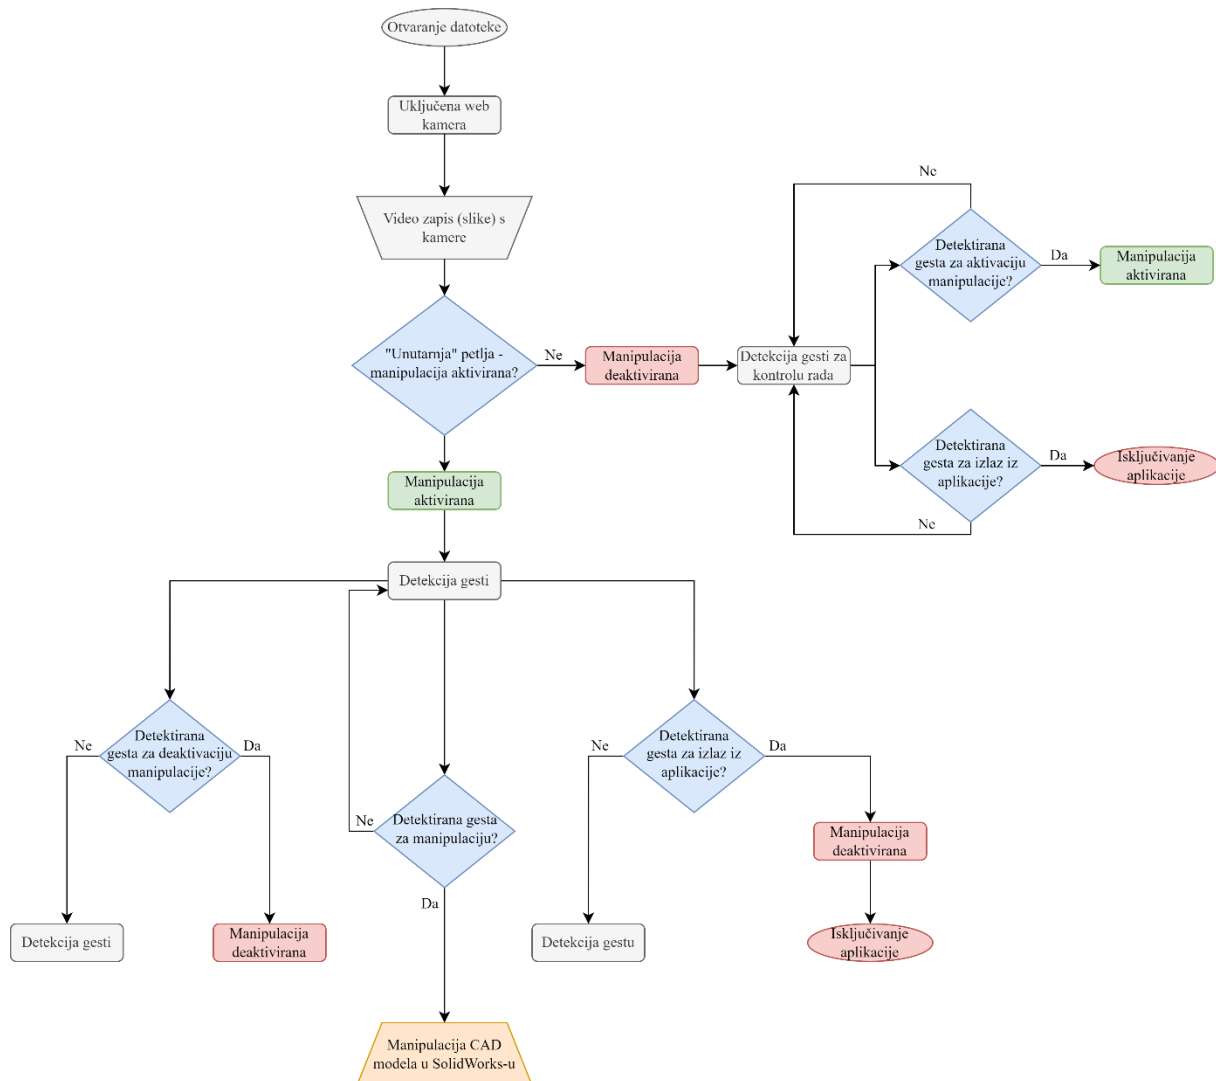 Otvaranje datoteke
Uključena web
kamera
Video zapis (slike) s
kamere
"Unutarnja" petlja -
manipulacija aktivirana?
Ne
Manipulacija
deaktivirana
Detekcija gesti za
kontrolu rada
Ne
Detektirana
gesta za aktivaciju
manipulacije?
Da
Manipulacija
aktivirana
Detektirana
gesta za izlaz iz
aplikacije?
Da
Isključivanje
aplikacije
Ne
Manipulacija
aktivirana
Detekcija gesti
Detektirana
gesta za deaktivaciju
manipulacije?
Ne
Da
Detekcija gesti
Manipulacija
deaktivirana
Detektirana gesta
za manipulaciju?
Ne
Da
Manipulacija CAD
modela u SolidWorks-u
Detektirana
gesta za izlaz iz
aplikacije?
Ne
Da
Detekcija gestu
Manipulacija
deaktivirana
Isključivanje
aplikacije